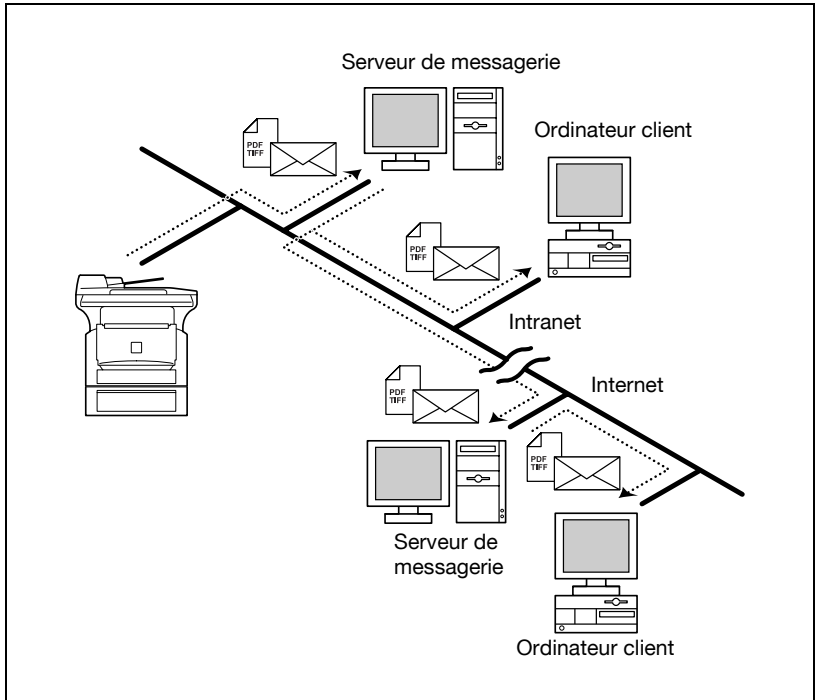 Serveur de messagerie
PDF
TIFF
Ordinateur client
PDF
TIFF
Intranet
Internet
PDF
TIFF
PDF
TIFF
Serveur de
messagerie
Ordinateur client